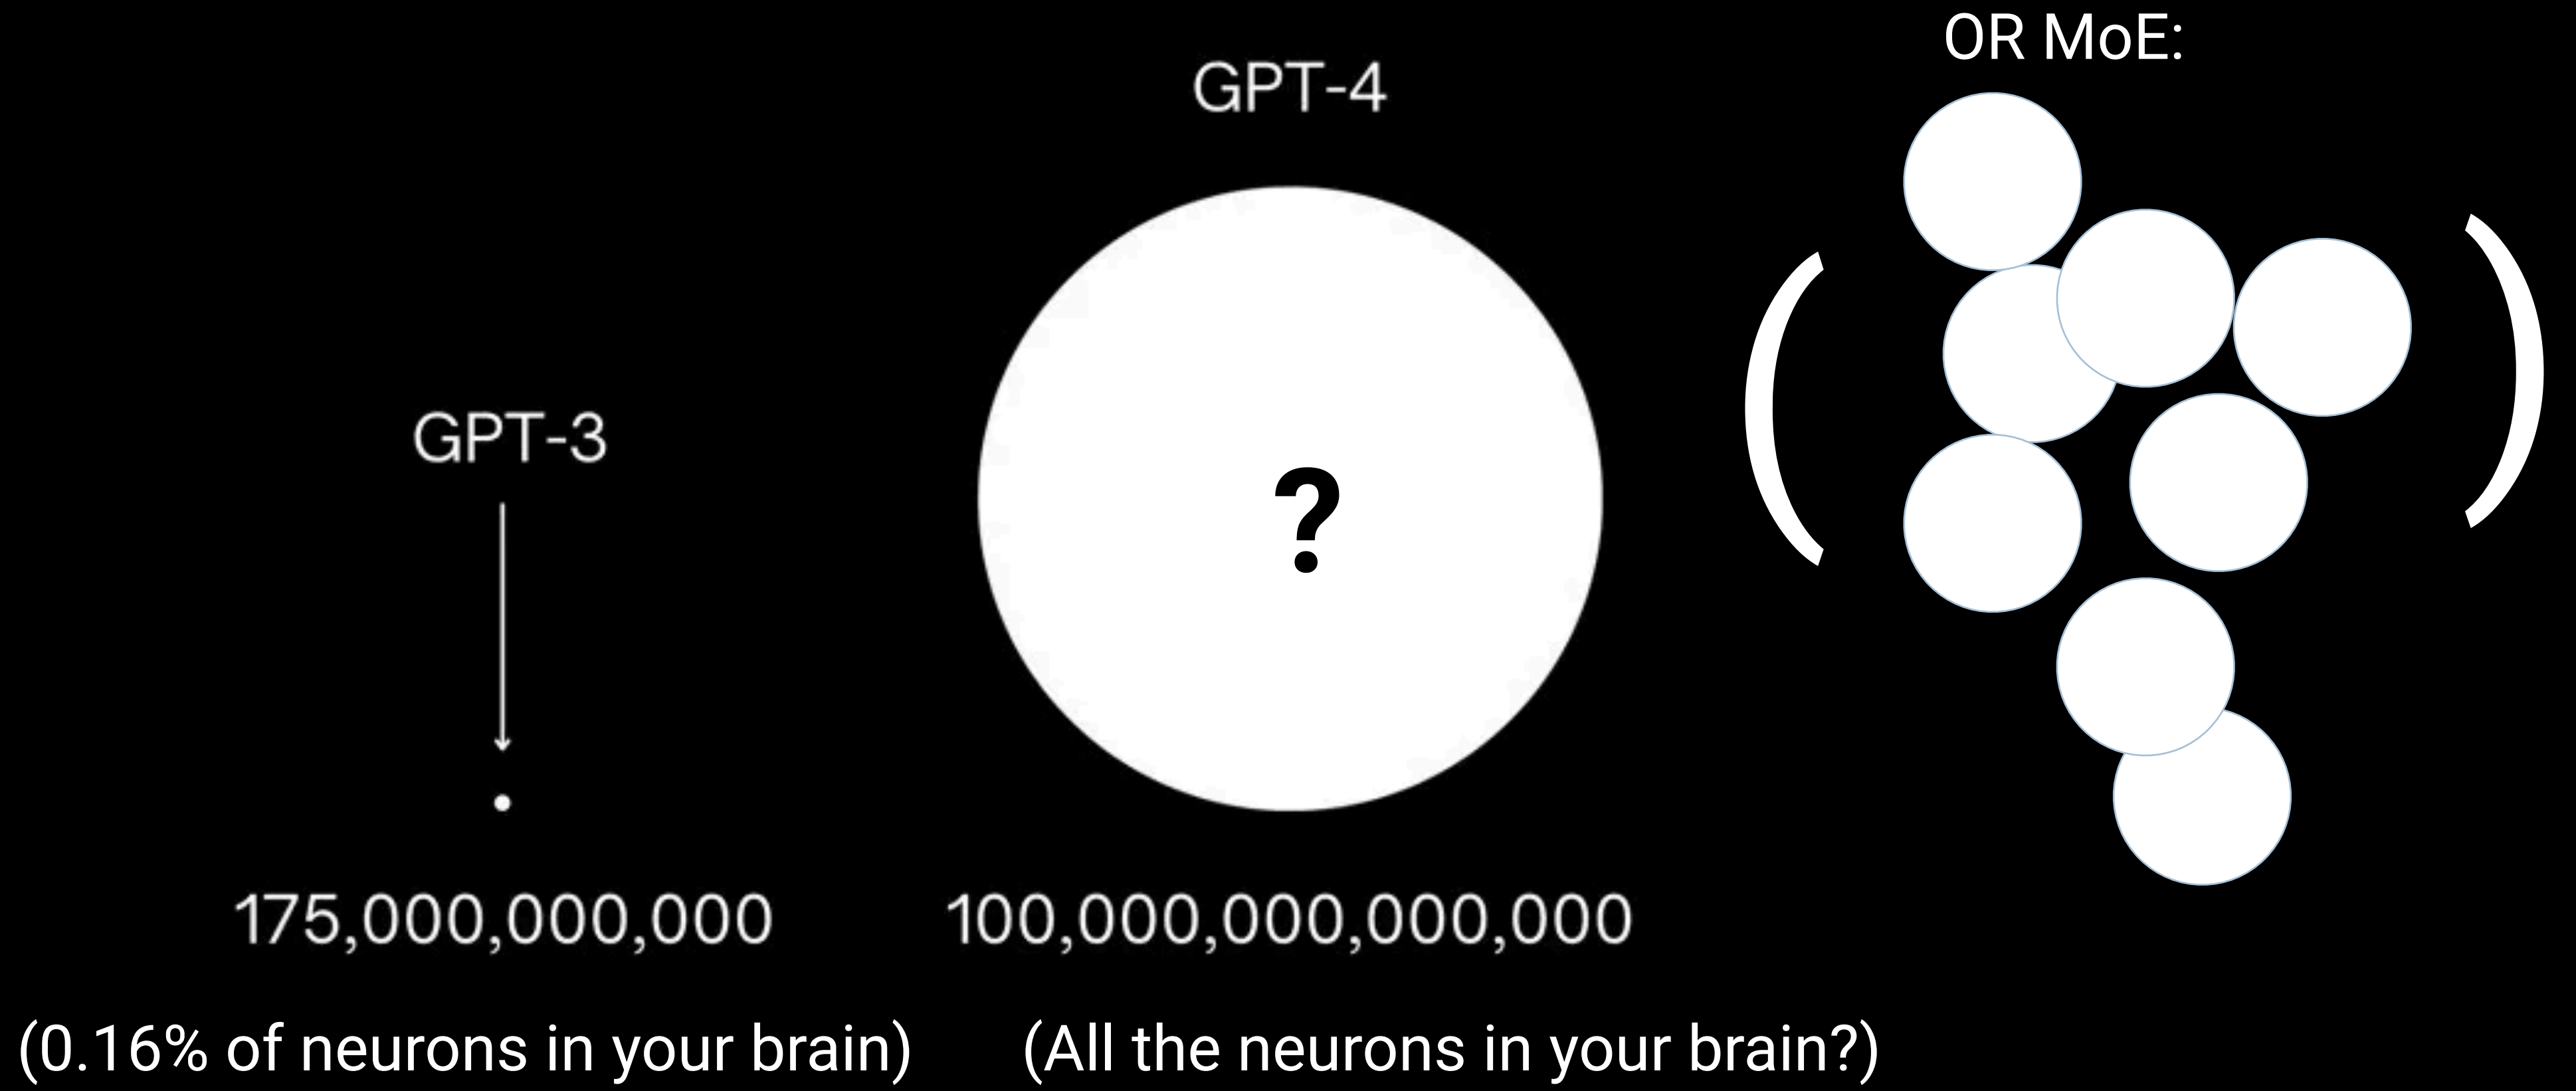 OR MoE:
GPT-4
GPT-3
?
( )
175,000,000,000
100,000,000,000,000
(0.16% of neurons in your brain)
(All the neurons in your brain?)